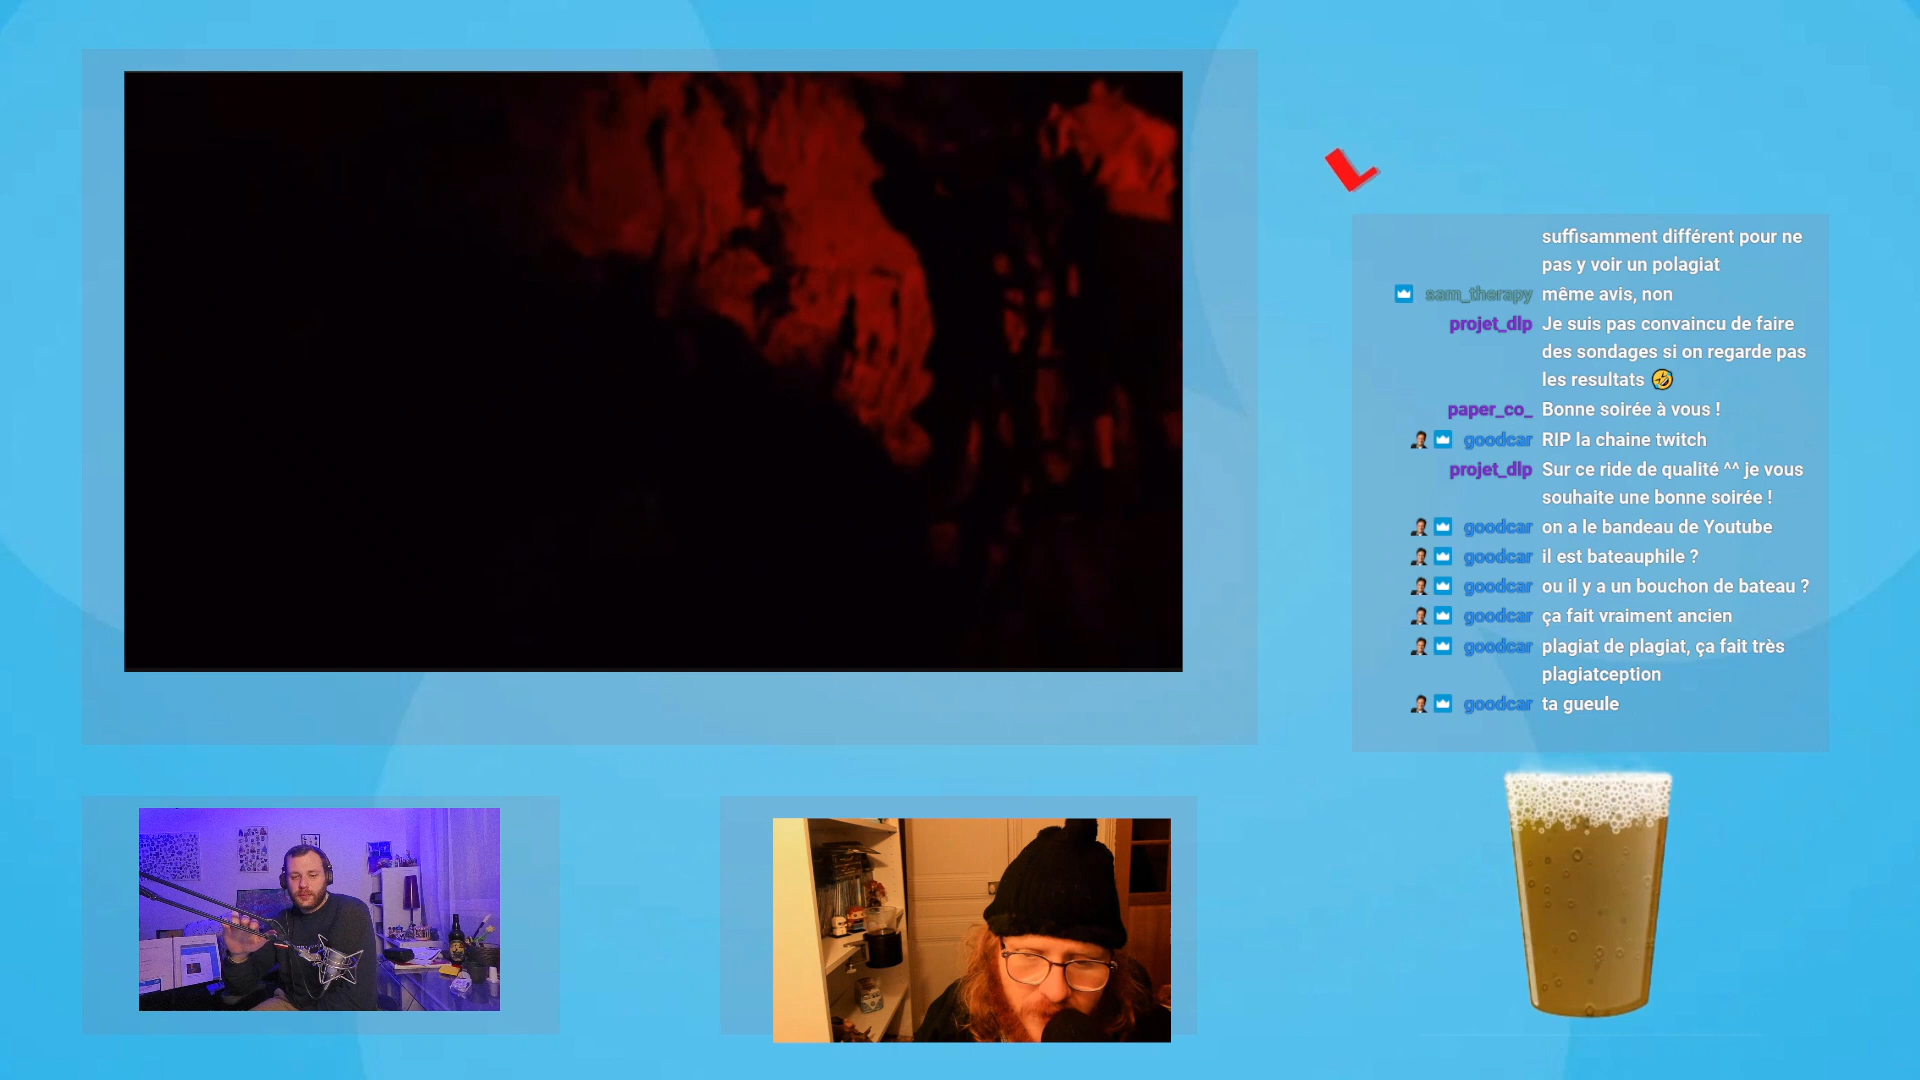 L
suffisamment différent pour ne
pas y voir un polagiat
sam_therapy même avis, non
projet_dlp Je suis pas convaincu de faire
des sondages si on regarde pas
les resultats 🤣
paper_co_ Bonne soirée à vous !
goodcar RIP la chaine twitch
projet_dlp Sur ce ride de qualité ^^ je vous
souhaite une bonne soirée !
goodcar on a le bandeau de Youtube
goodcar il est bateauphile ?
goodcar ou il y a un bouchon de bateau ?
goodcar ça fait vraiment ancien
goodcar plagiat de plagiat, ça fait très
plagiatception
goodcar ta gueule